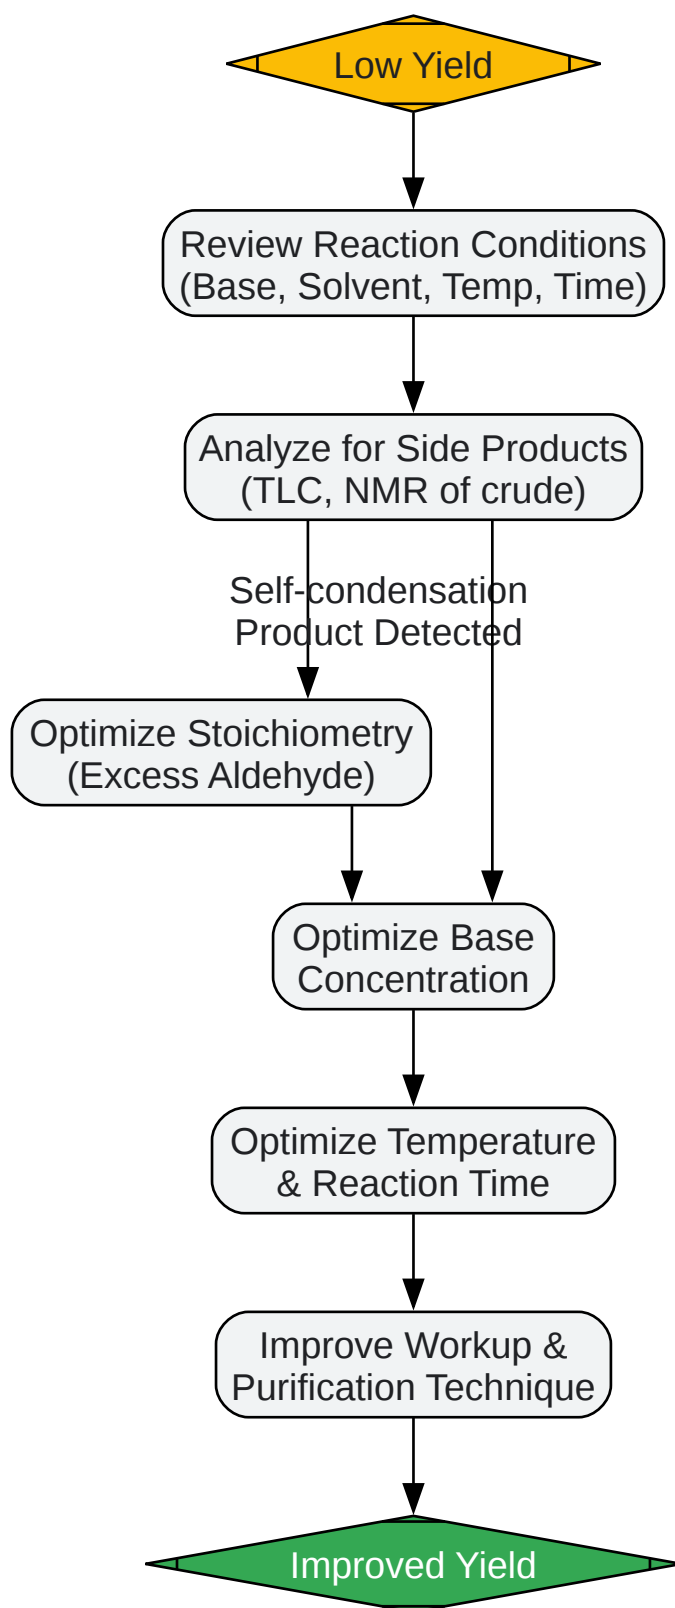 Low Yield
Review Reaction Conditions
(Base, Solvent, Temp, Time)
Analyze for Side Products
(TLC, NMR of crude)
Self-condensation
Product Detected
Optimize Stoichiometry
(Excess Aldehyde)
Optimize Base
Concentration
Optimize Temperature
& Reaction Time
Improve Workup &
Purification Technique
Improved Yield